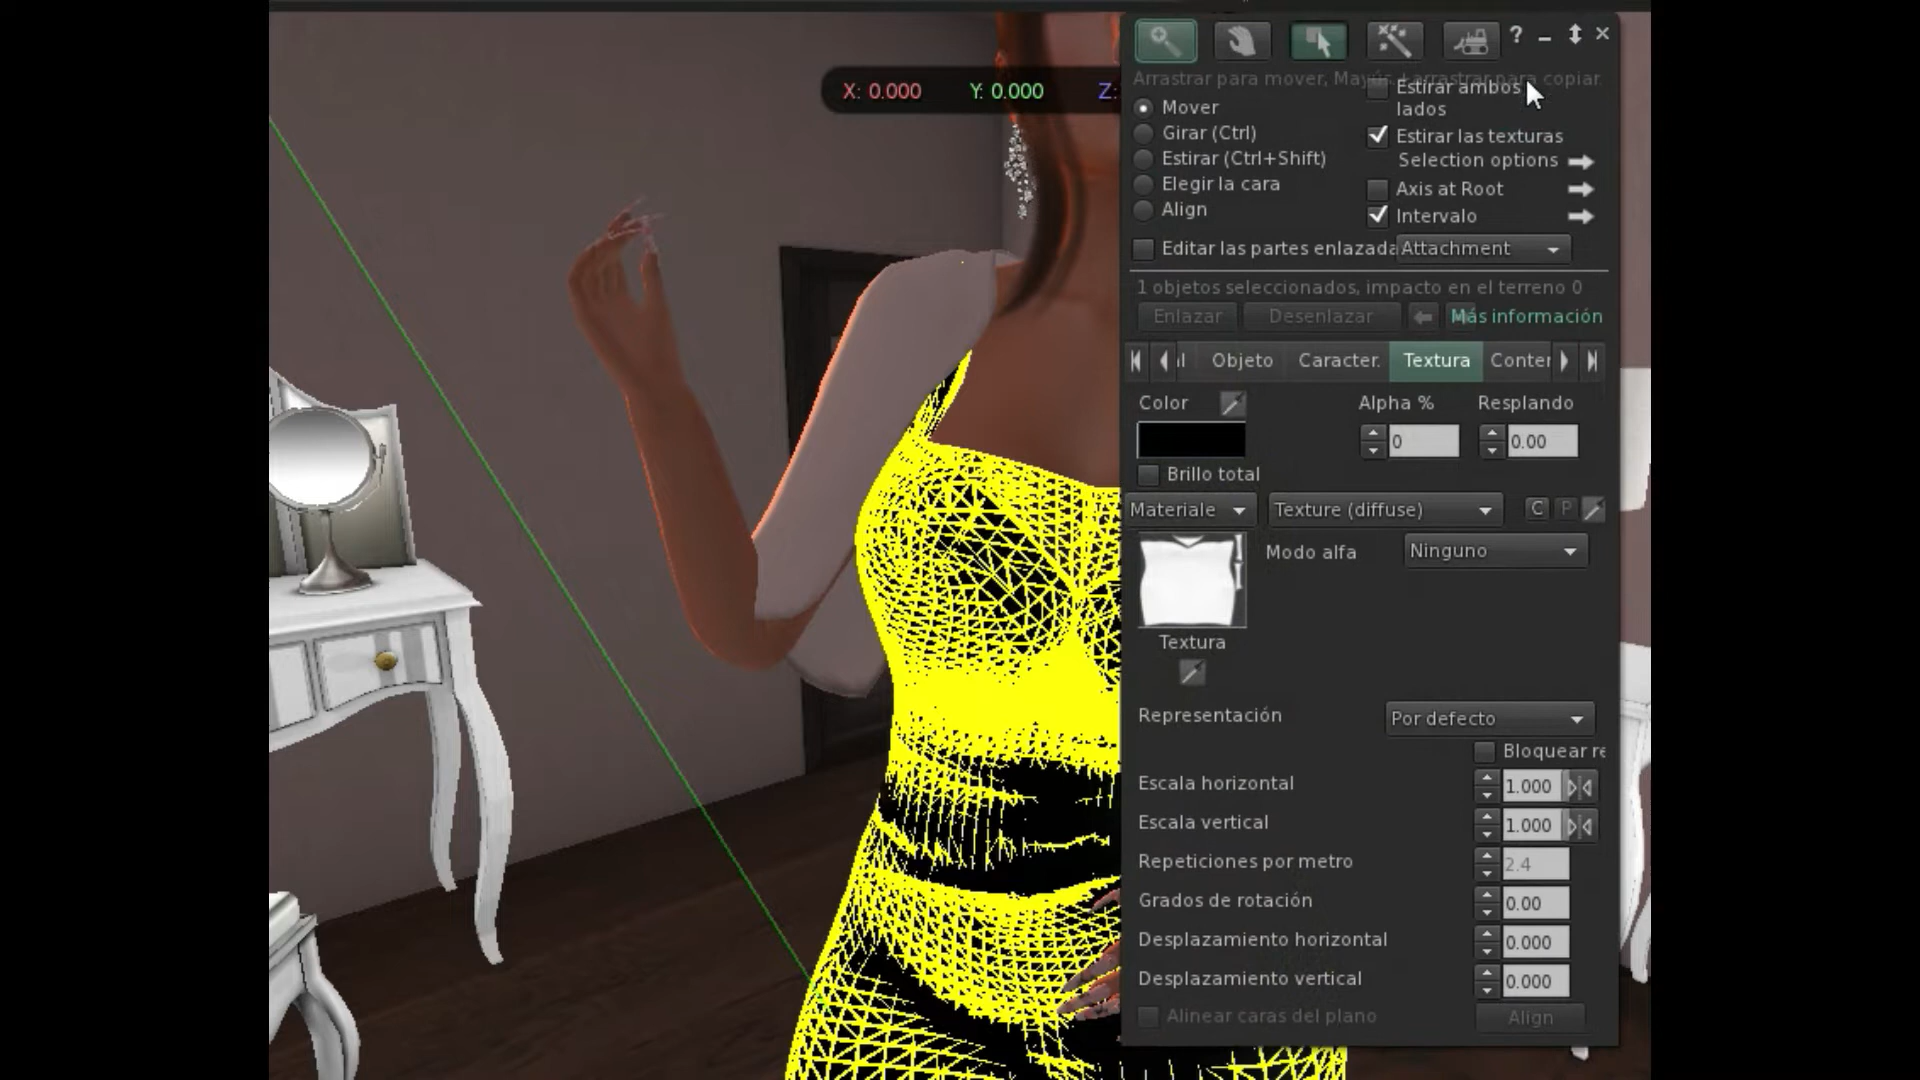 X: 0.000 Y: 0.000 Z:
?
Arrastrar para mover, Mayús.+arrastrar para copiar.
Estirar ambos
lados
Mover
Girar (Ctrl)
Estirar (Ctrl+Shift)
Elegir la cara
Align
Estirar las texturas
Selection options
Axis at Root
Intervalo
Editar las partes enlazada
Attachment
1 objetos seleccionados, impacto en el terreno 0
Enlazar Desenlazar Más información
Objeto Caracter. Textura Conter
Color Alpha % Resplando
0 0.00
Brillo total
Materiale Texture (diffuse) C P
Modo alfa Ninguno
Textura
Representación Por defecto
Bloquear re
Escala horizontal 1.000
Escala vertical 1.000
Repeticiones por metro 2.4
Grados de rotación 0.00
Desplazamiento horizontal 0.000
Desplazamiento vertical 0.000
Alinear caras del plano Align